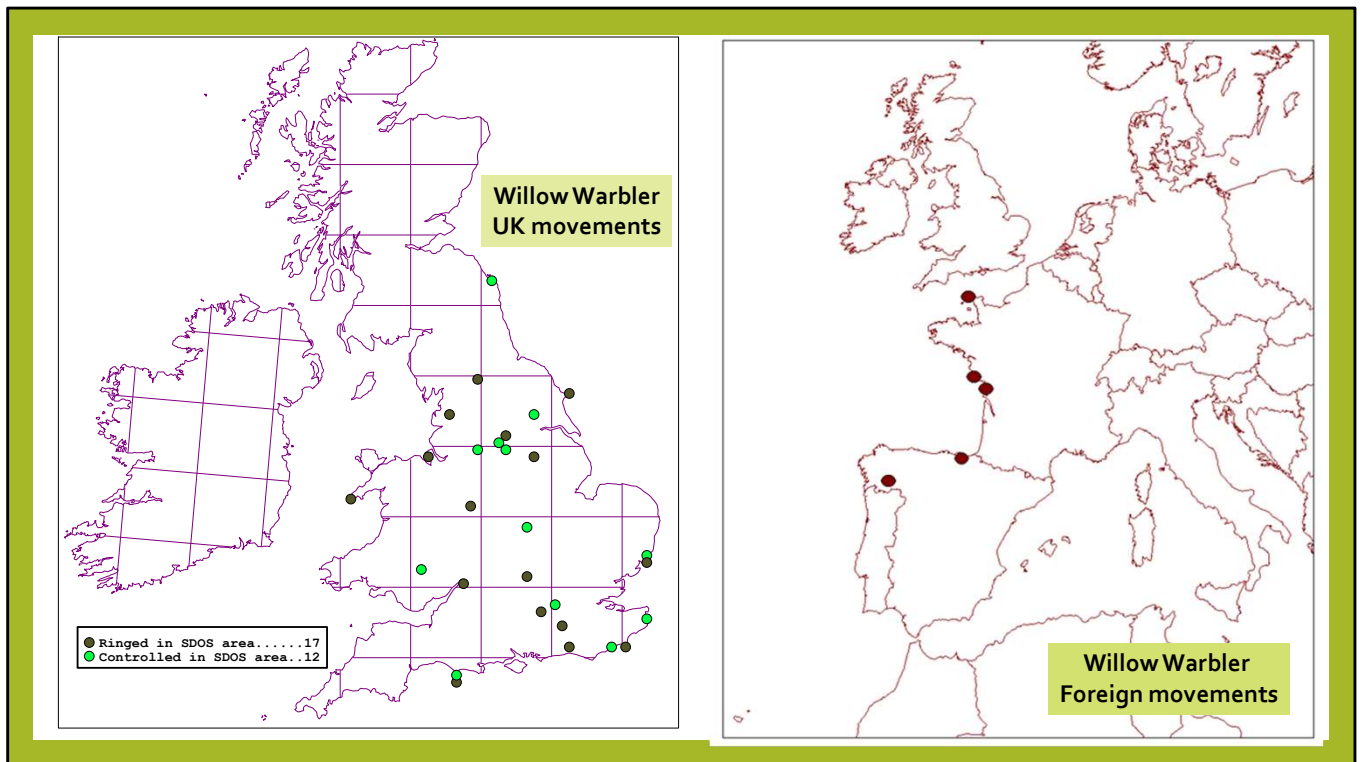 Willow Warbler
UK movements
Ringed in SDOS area......17
Controlled in SDOS area..12
Willow Warbler
Foreign movements